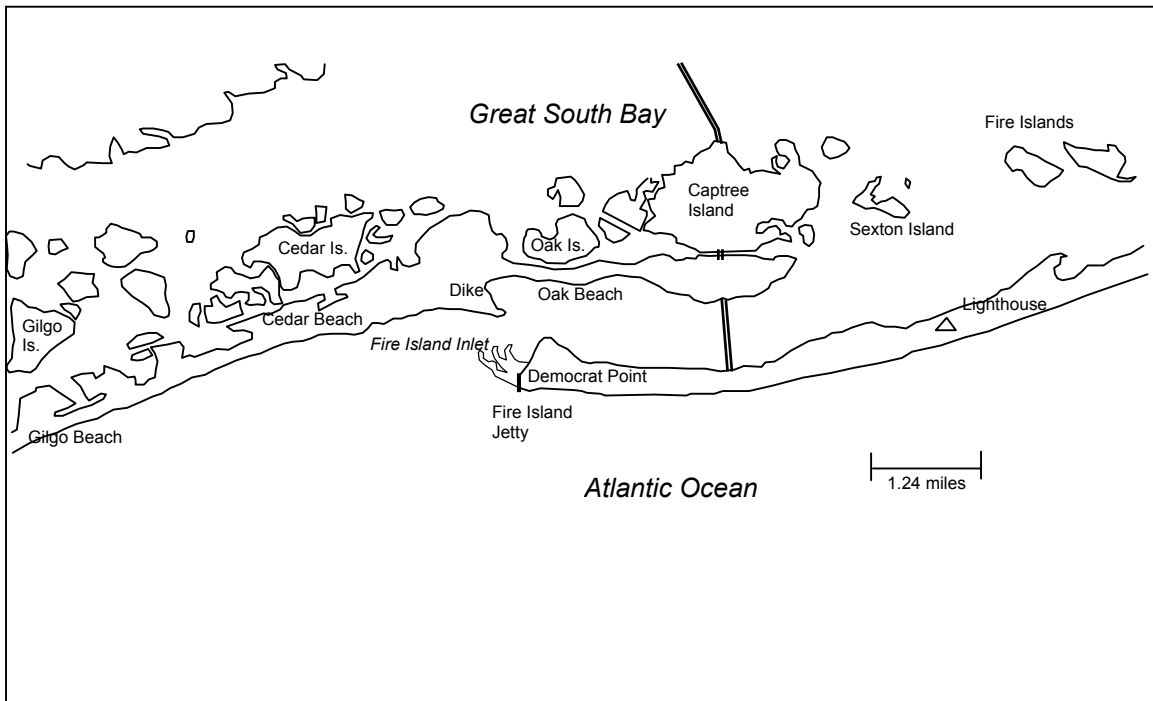 Great South Bay
Fire Islands
Captree
Island
Sexton Island
Cedar Is.
Oak Is.
Dike
Oak Beach
Lighthouse
Gilgo
Is.
Cedar Beach
Fire Island Inlet
Democrat Point
Fire Island
Jetty
Gilgo Beach
1.24 miles
Atlantic Ocean